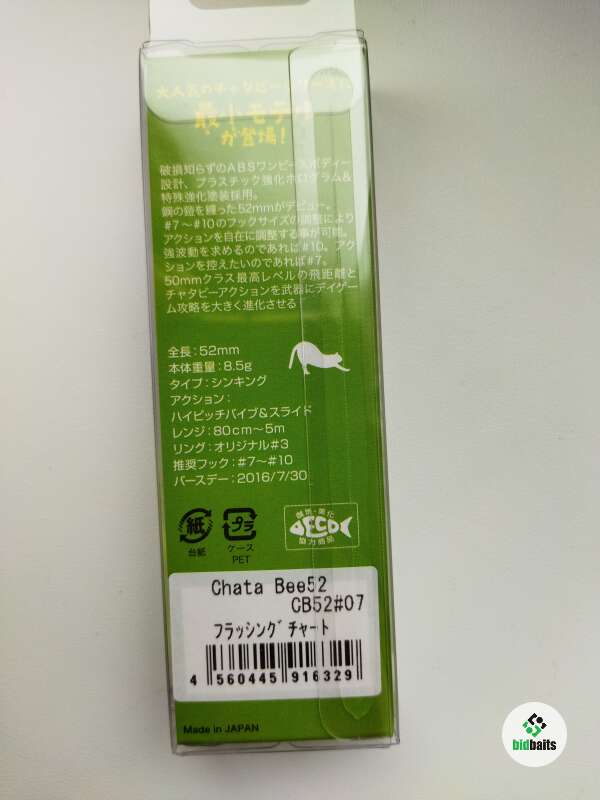 大人気のチャタビーシリーズに
最小モデル
が登場!
破損知らずのABSワンピースボディー
設計、プラスチック強化ホログラム&
特殊強化塗装採用。
鋼の鎧を纏った52mmがデビュー。
#7〜#10のフックサイズの調整により
アクションを自在に調整する事が可能。
強波動を求めるのであれば#10。アク
ションを控えたいのであれば#7。
50mmクラス最高レベルの飛距離と
チャタビーアクションを武器にデイゲー
ム攻略を大きく進化させる!
全長:52mm
本体重量:8.5g
タイプ:シンキング
アクション:
ハイピッチバイブ&スライド
レンジ:80cm〜5m
リング:オリジナル#3
推奨フック:#7〜#10
バースデー:2016/7/30
紙
台紙
プラ
ケース
PET
ECO
協力商品
Chata Bee52
CB52#07
フラッシングチャート
4 560445 916329
Made in JAPAN
bidbaits